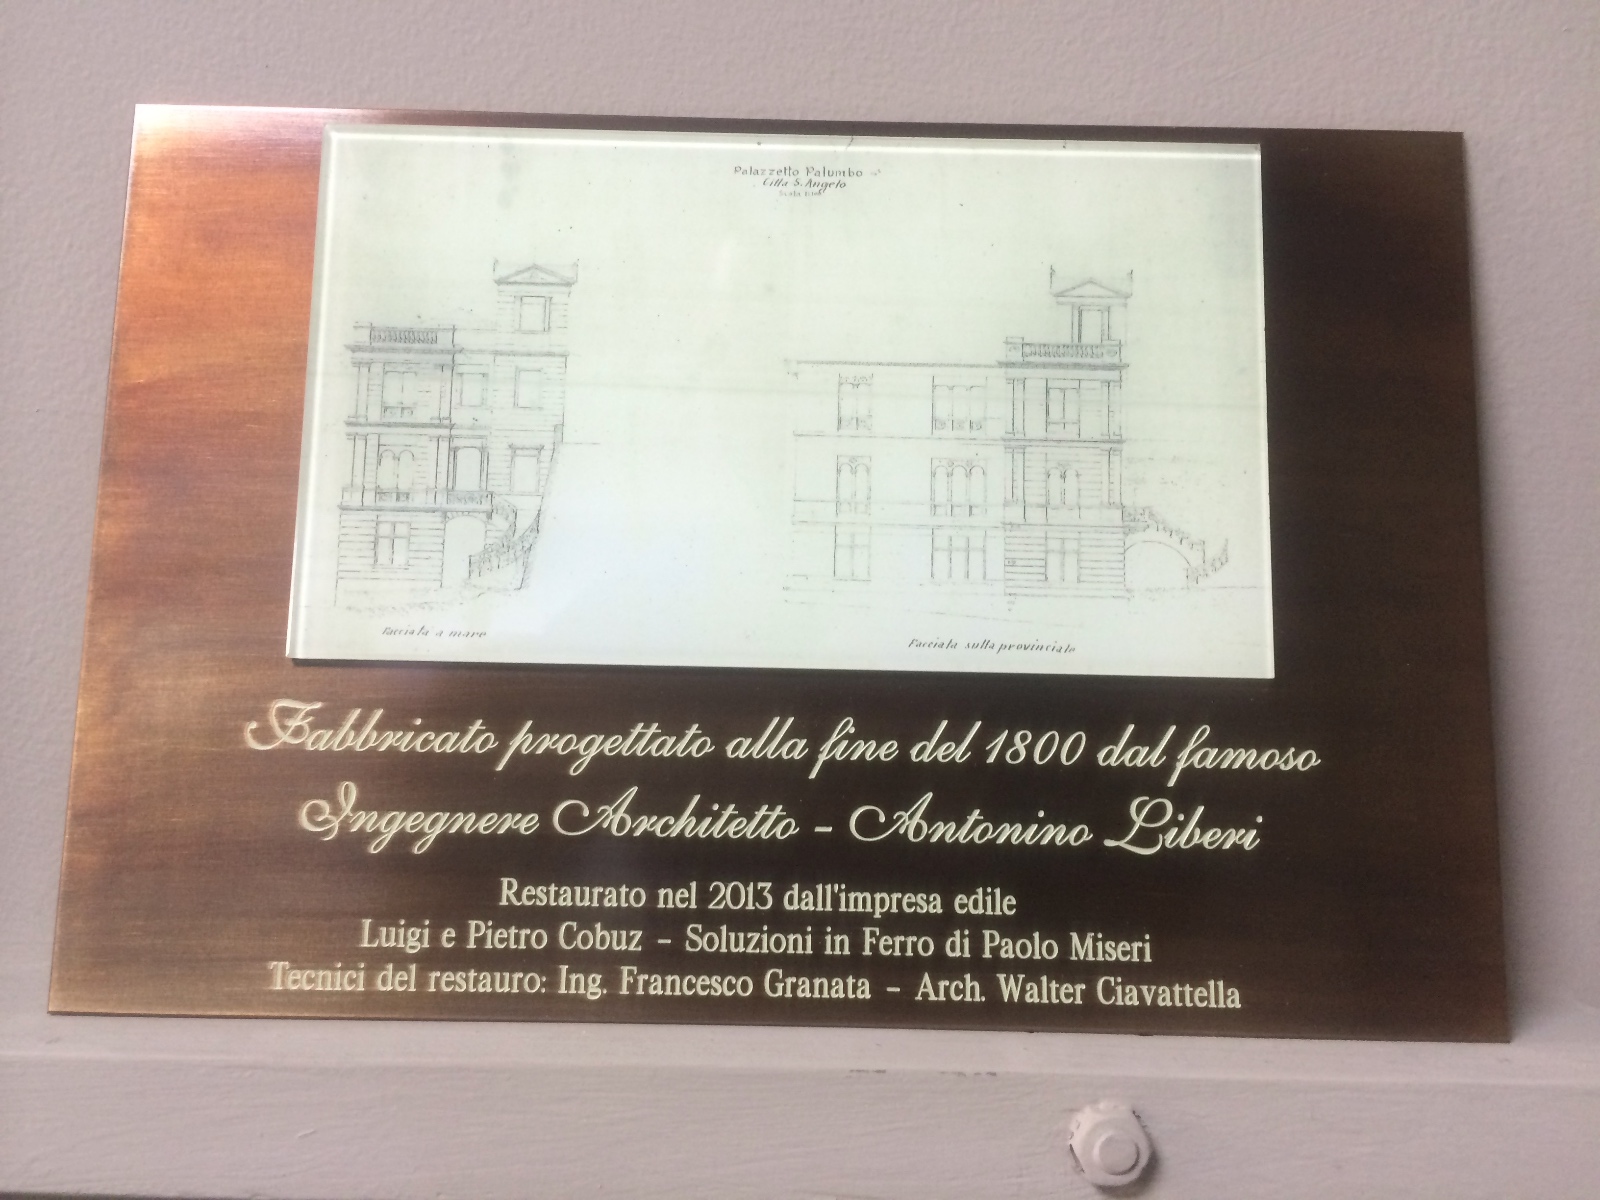 Palazzetto Palumbo
Città S. Angelo
Scala
Facciata a mare
Facciata sulla provinciale
Fabbricato progettato alla fine del 1800 dal famoso
Ingegnere Architetto - Antonino Liberi
Restaurato nel 2013 dall'impresa edile
Luigi e Pietro Cobuz - Soluzioni in Ferro di Paolo Miseri
Tecnici del restauro: Ing. Francesco Granata - Arch. Walter Ciavattella